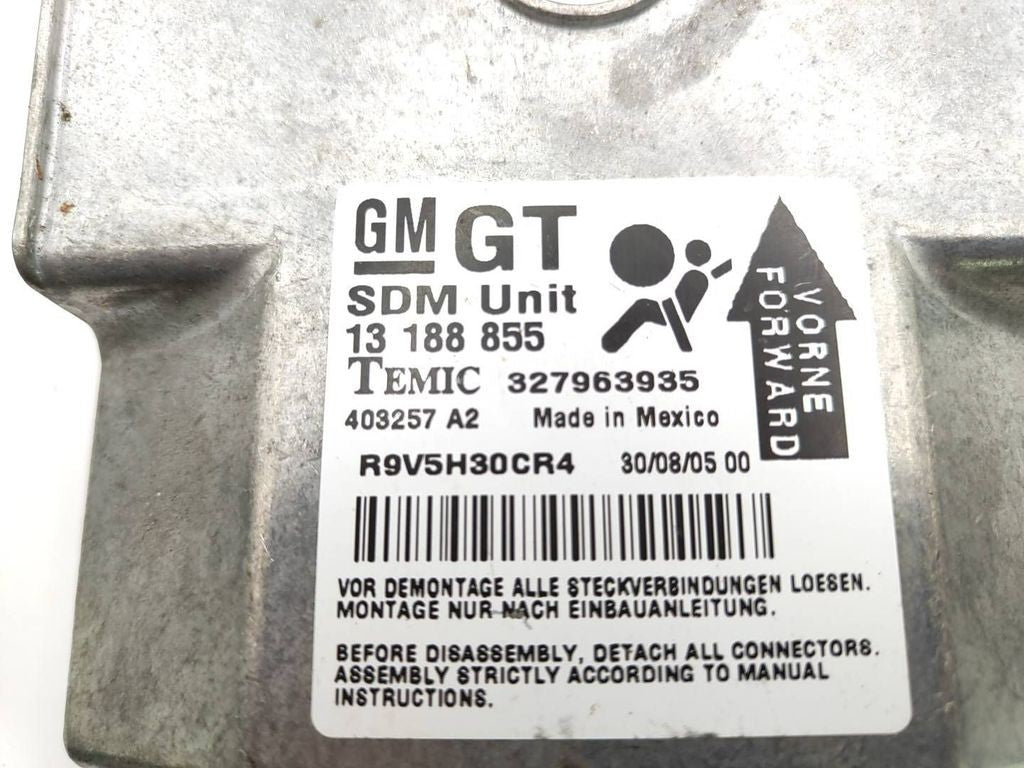 GM GT
SDM Unit
13 188 855
TEMIC 327963935
403257 A2 Made in Mexico
R9V5H30CR4 30/08/05 00
VORNE
FORWARD
VOR DEMONTAGE ALLE STECKVERBINDUNGEN LOESEN.
MONTAGE NUR NACH EINBAUANLEITUNG.
BEFORE DISASSEMBLY, DETACH ALL CONNECTORS.
ASSEMBLY STRICTLY ACCORDING TO MANUAL
INSTRUCTIONS.